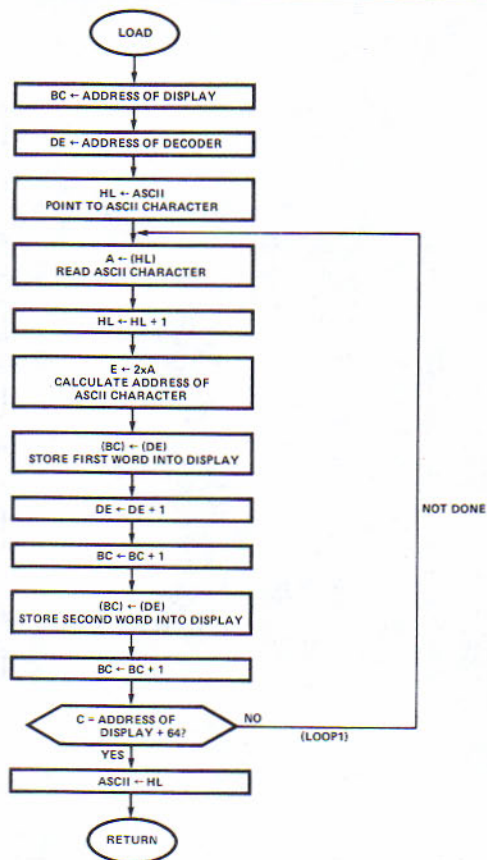 LOAD
BC ← ADDRESS OF DISPLAY
DE ← ADDRESS OF DECODER
HL ← ASCII
POINT TO ASCII CHARACTER
A ← (HL)
READ ASCII CHARACTER
HL ← HL + 1
E ← 2xA
CALCULATE ADDRESS OF
ASCII CHARACTER
(BC) ← (DE)
STORE FIRST WORD INTO DISPLAY
DE ← DE + 1
NOT DONE
BC ← BC + 1
(BC) ← (DE)
STORE SECOND WORD INTO DISPLAY
BC ← BC + 1
C = ADDRESS OF
DISPLAY + 64?
NO
(LOOP1)
YES
ASCII ← HL
RETURN